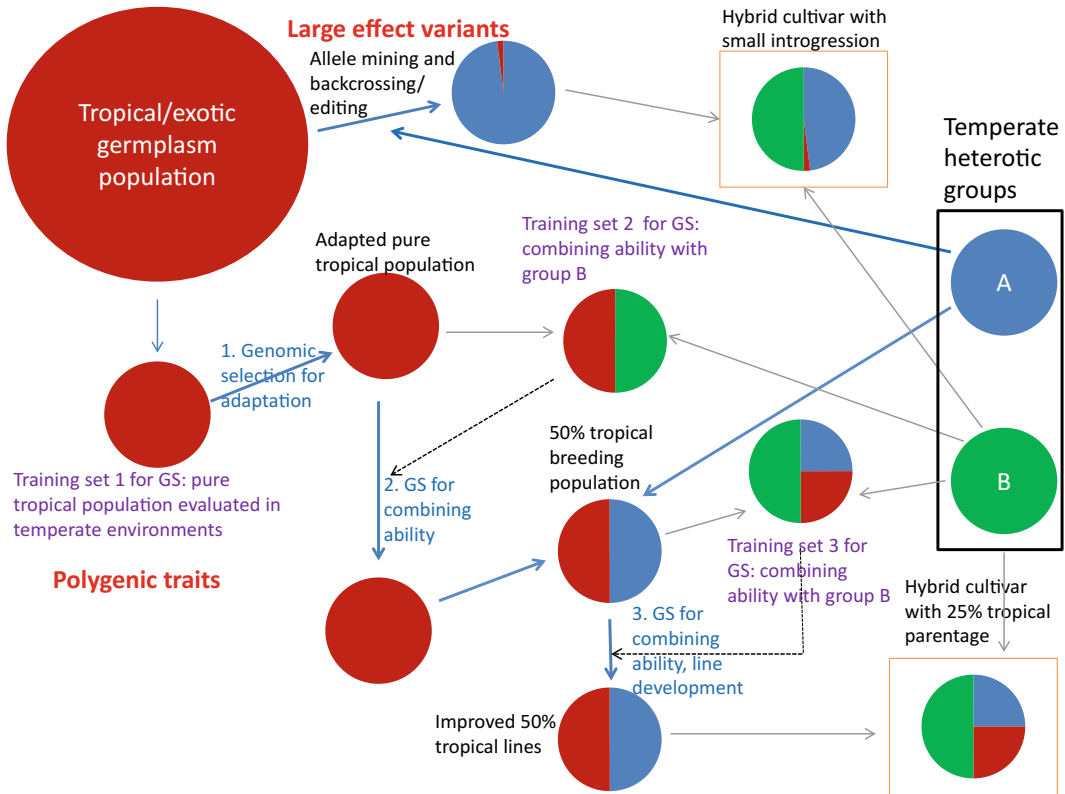 Large effect variants
Allele mining and
backcrossing/
editing
Tropical/exotic
germplasm
population
Hybrid cultivar with
small introgression
Temperate
heterotic
groups
A
B
Training set 2  for GS:
combining ability with
group B
Adapted pure
tropical population
1. Genomic
selection for
adaptation
Training set 1 for GS: pure
tropical population evaluated in
temperate environments
Polygenic traits
2. GS for
combining
ability
50% tropical
breeding
population
Training set 3 for
GS: combining
ability with group B
3. GS for
combining
ability, line
development
Improved 50%
tropical lines
Hybrid cultivar
with 25% tropical
parentage